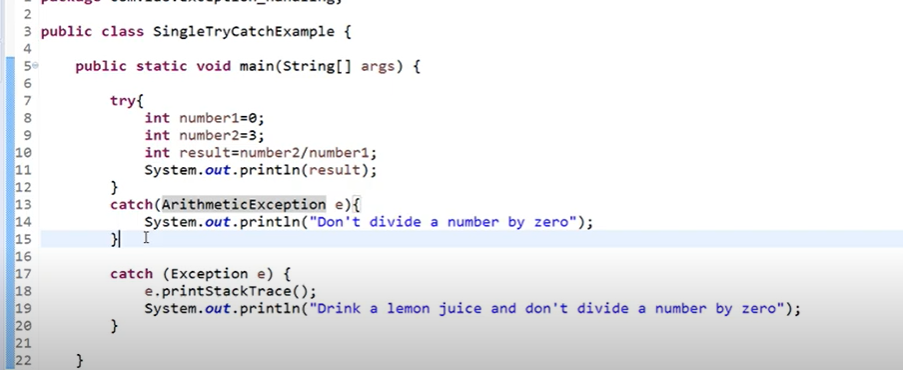 2
3 public class SingleTryCatchExample {
4
5 public static void main(String[] args) {
6
7 try{
8 int number1=0;
9 int number2=3;
10 int result=number2/number1;
11 System.out.println(result);
12 }
13 catch(ArithmeticException e){
14 System.out.println("Don't divide a number by zero");
15 }
16
17 catch (Exception e) {
18 e.printStackTrace();
19 System.out.println("Drink a lemon juice and don't divide a number by zero");
20 }
21
22 }